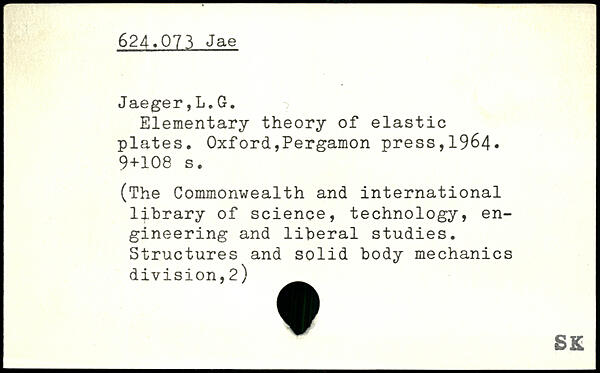 624.073 Jae
Jaeger,L.G.
Elementary theory of elastic
plates. Oxford,Pergamon press,1964.
9+108 s.
(The Commonwealth and international
library of science, technology, en-
gineering and liberal studies.
Structures and solid body mechanics
division,2)
SK